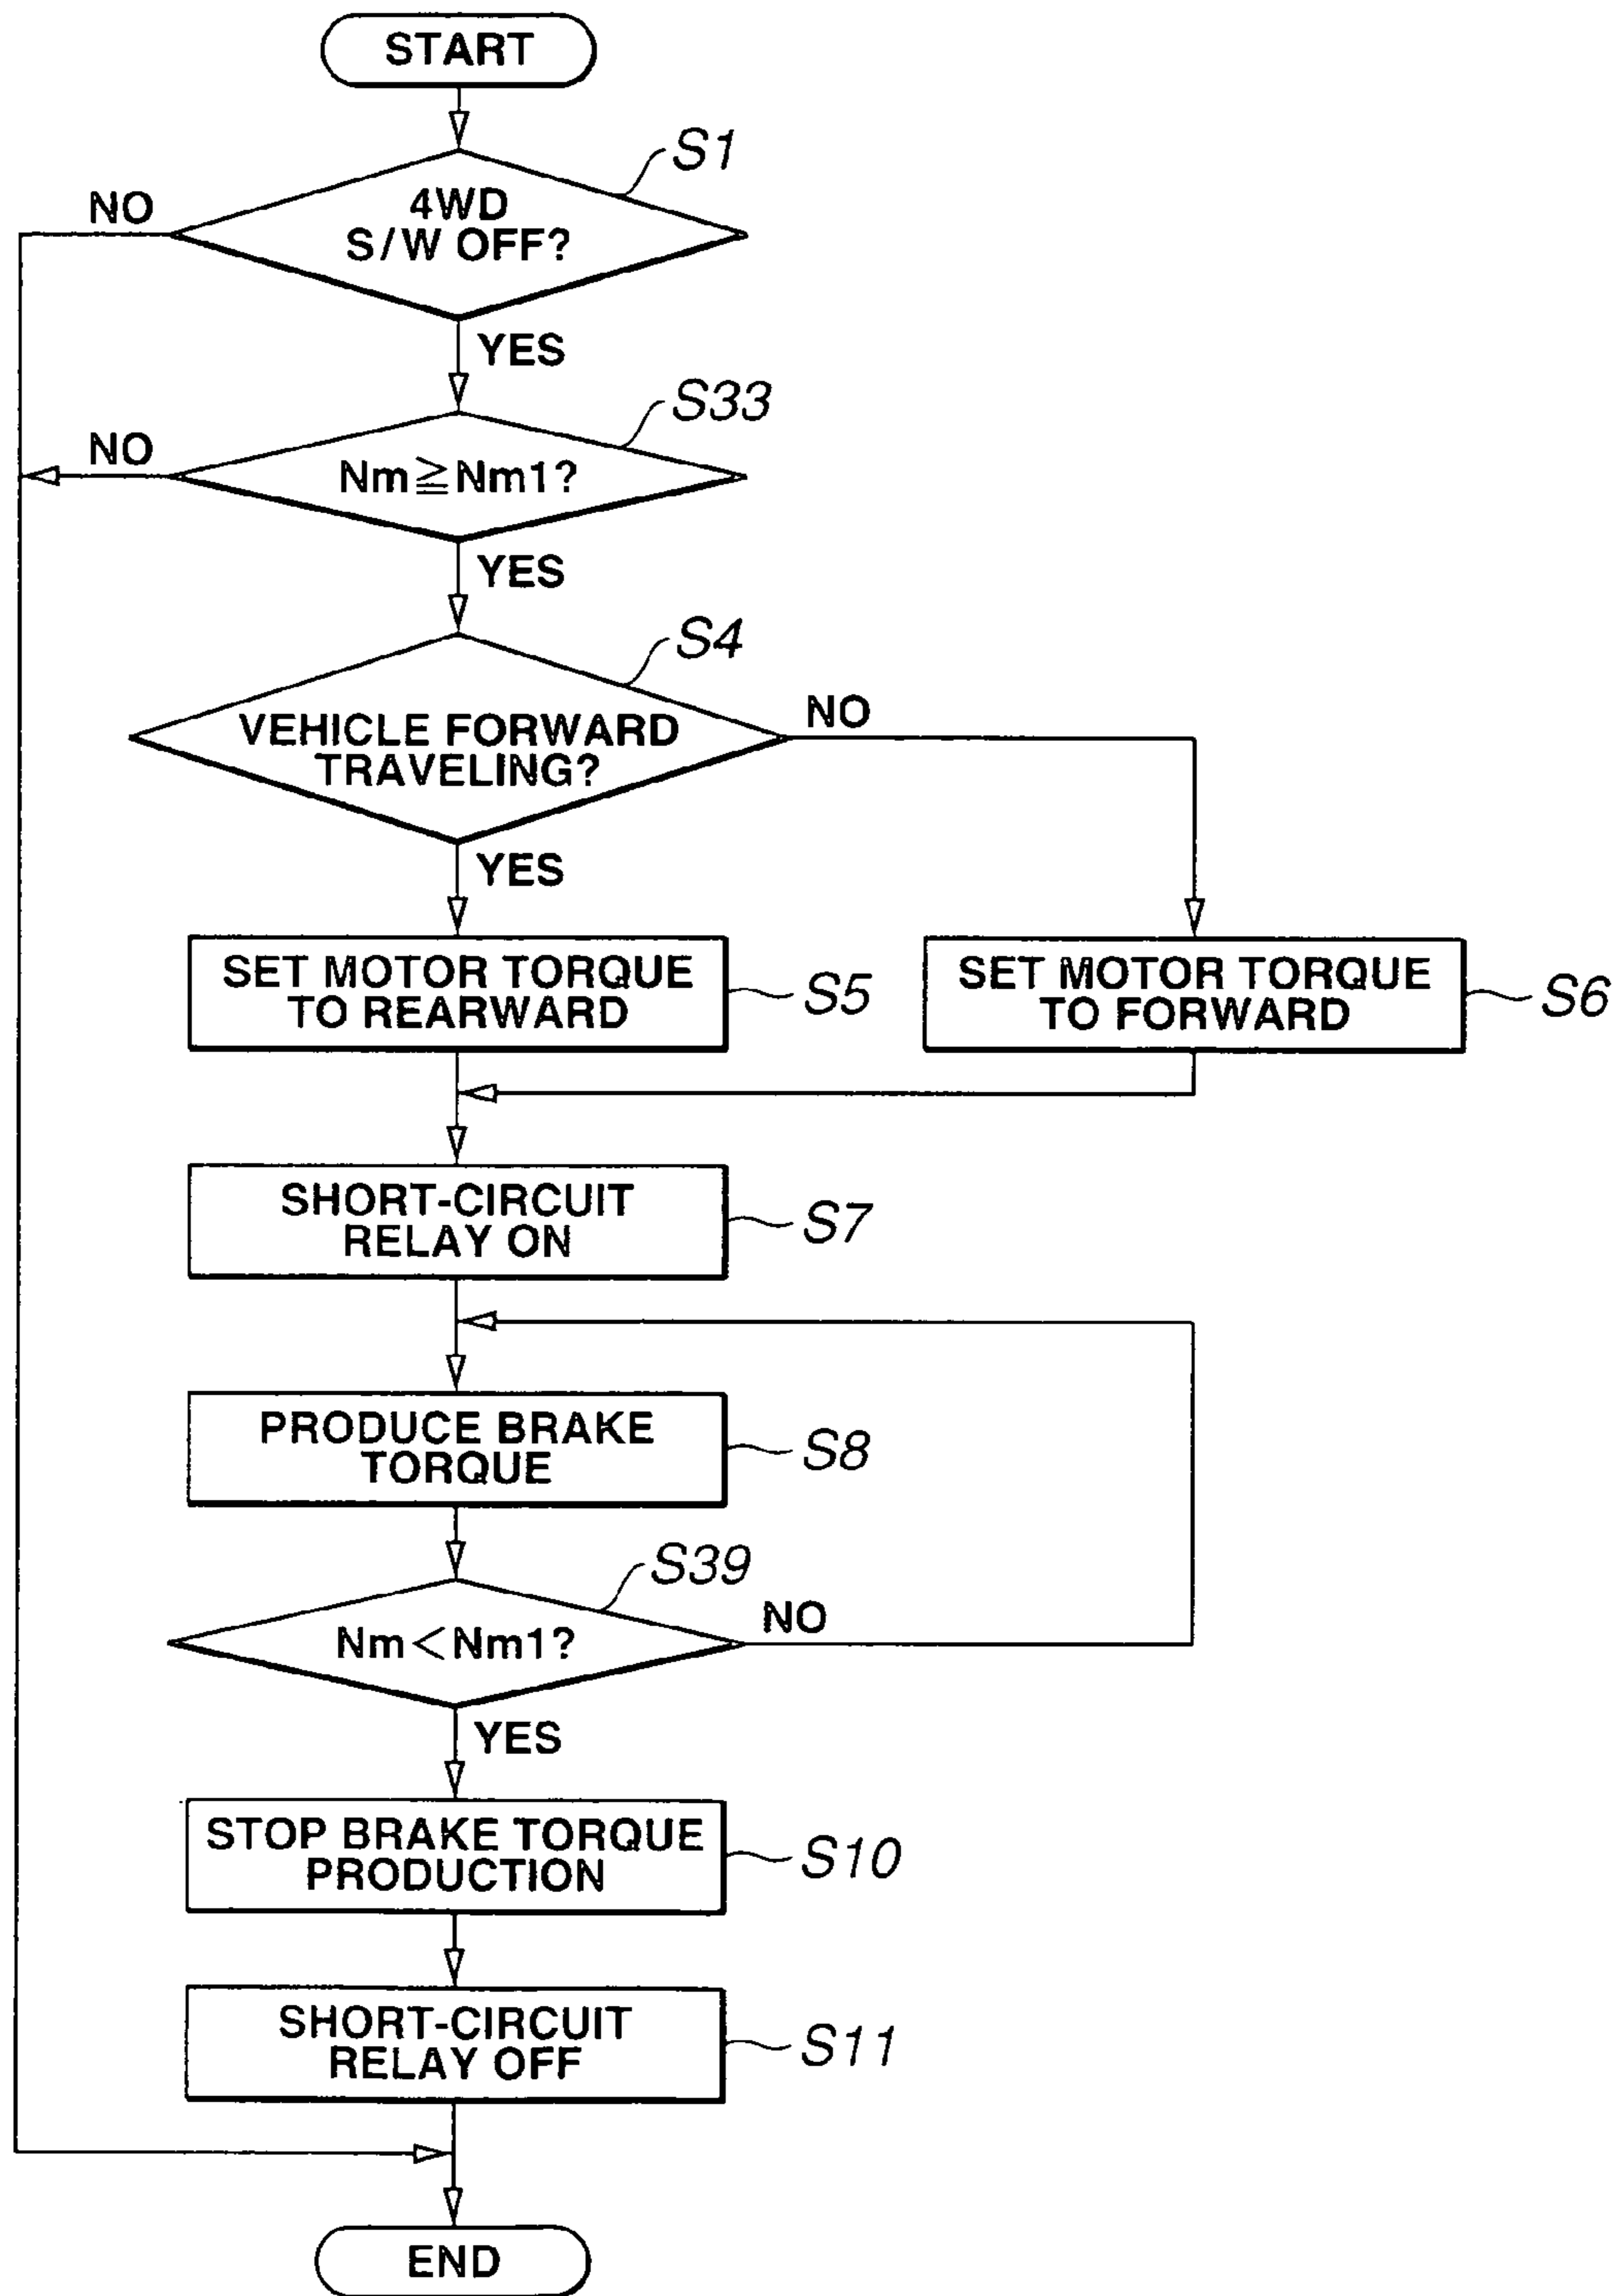 START
S1
NO
4WD
S/W OFF?
YES
S33
NO
Nm≧Nm1?
YES
S4
NO
VEHICLE FORWARD
TRAVELING?
YES
SET MOTOR TORQUE
TO REARWARD
S5
SET MOTOR TORQUE
TO FORWARD
S6
SHORT-CIRCUIT
RELAY ON
S7
PRODUCE BRAKE
TORQUE
S8
S39
NO
Nm<Nm1?
YES
STOP BRAKE TORQUE
PRODUCTION
S10
SHORT-CIRCUIT
RELAY OFF
S11
END